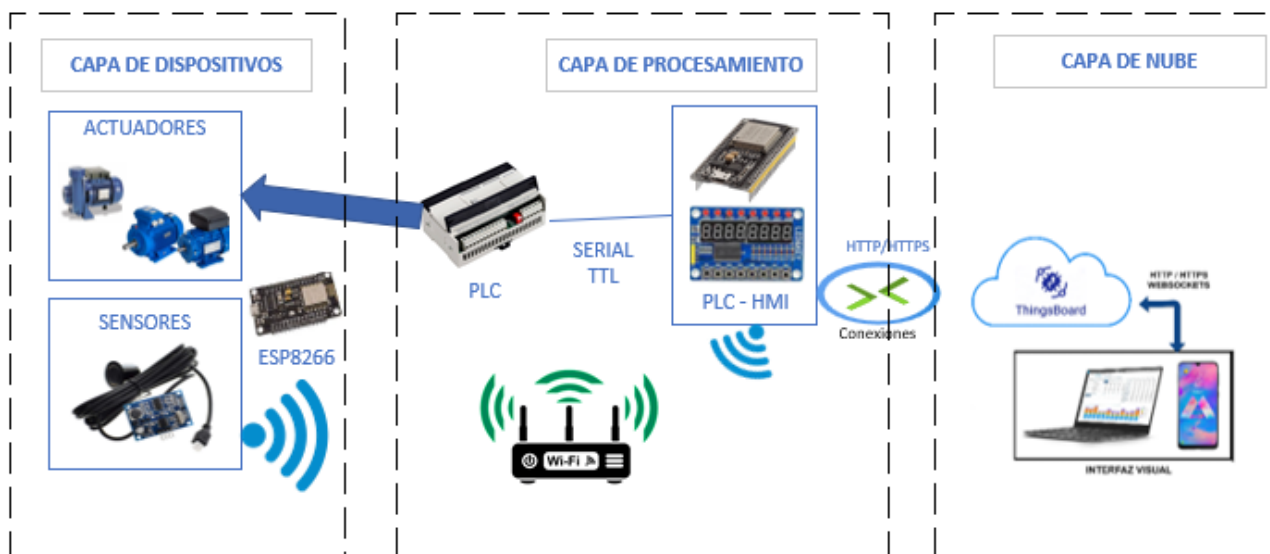 CAPA DE DISPOSITIVOS
ACTUADORES
SENSORES
ESP8266
CAPA DE PROCESAMIENTO
PLC
SERIAL
TTL
PLC - HMI
Wi-Fi
HTTP/HTTPS
Conexiones
CAPA DE NUBE
ThingsBoard
HTTP / HTTPS
WEBSOCKETS
INTERFAZ VISUAL